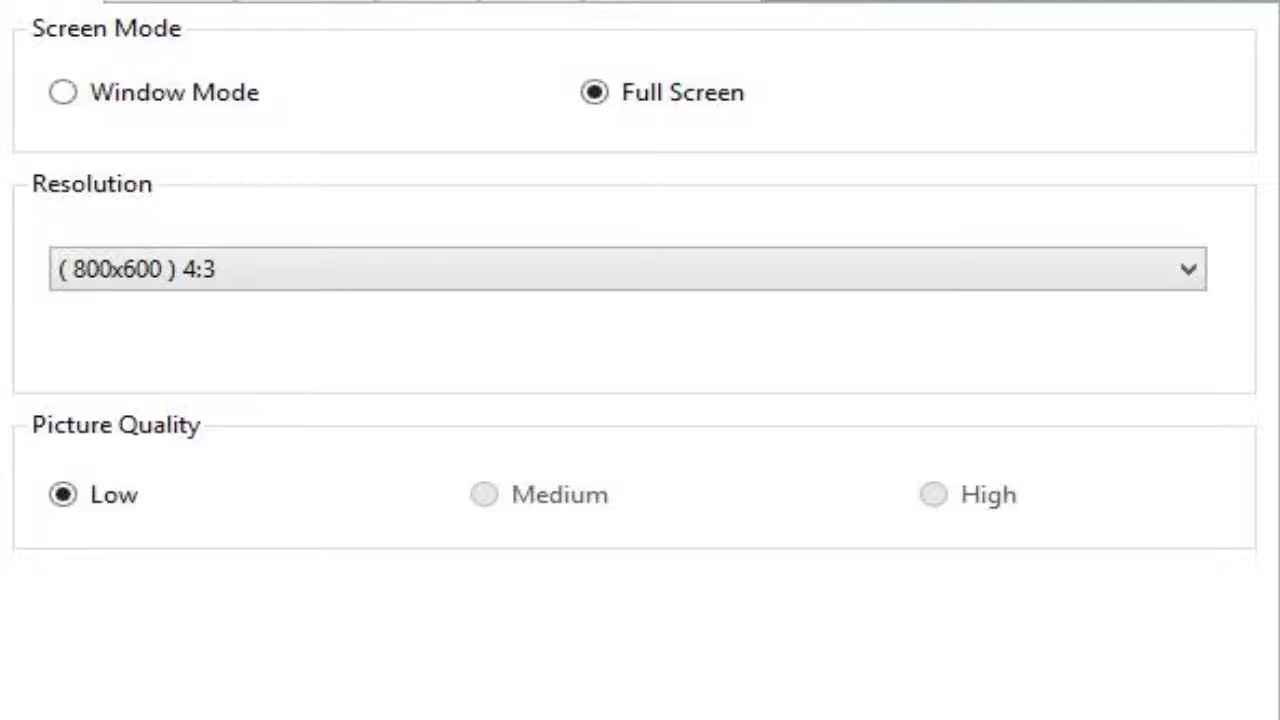 Screen Mode
Window Mode Full Screen
Resolution
( 800x600 ) 4:3
Picture Quality
Low Medium High